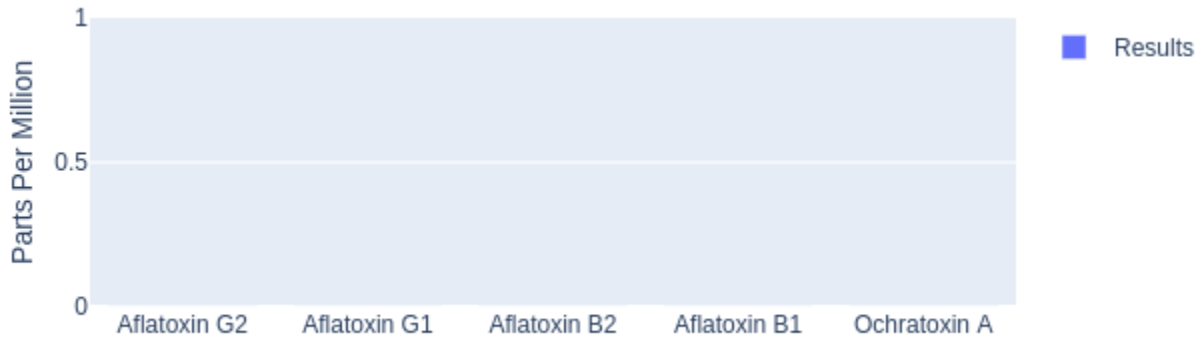 Parts Per Million
1
0.5
0
Aflatoxin G2 Aflatoxin G1 Aflatoxin B2 Aflatoxin B1 Ochratoxin A
Results